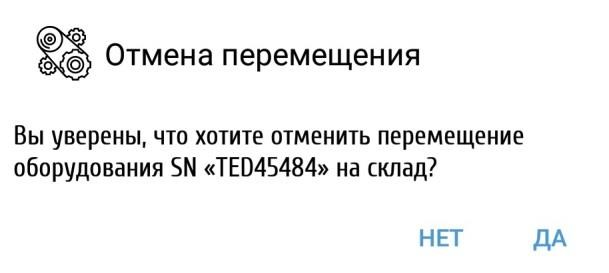 Отмена перемещения
Вы уверены, что хотите отменить перемещение
оборудования SN «TED45484» на склад?
НЕТ ДА